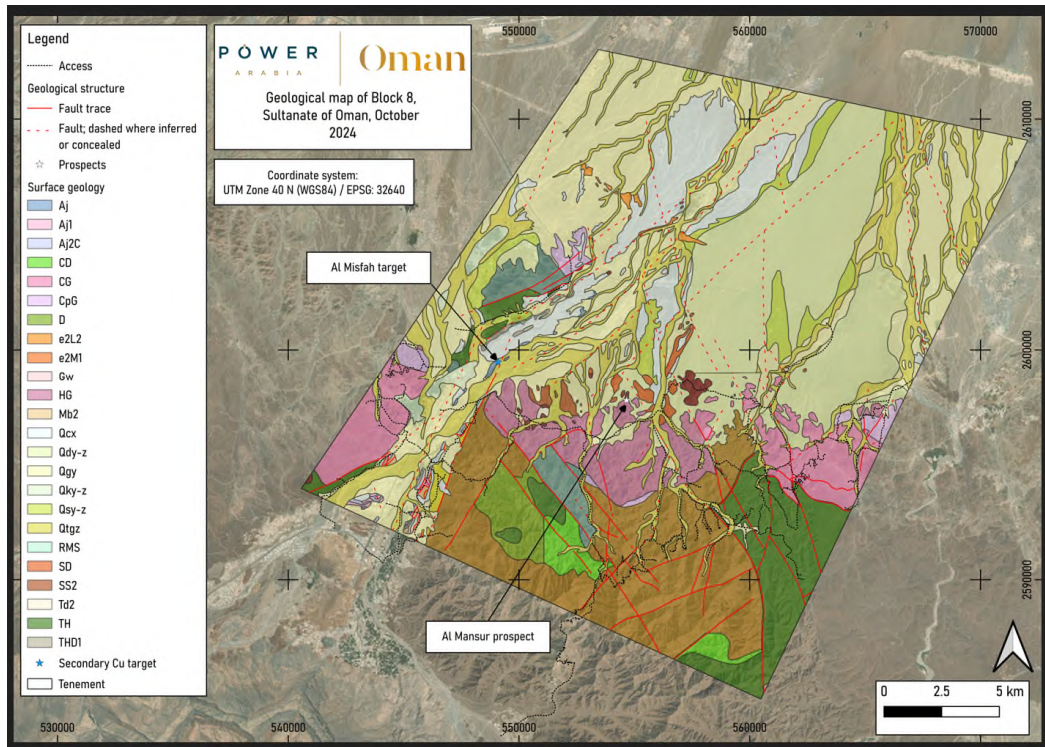 Legend
Access
Geological structure
Fault trace
Fault; dashed where inferred
or concealed
Prospects
Surface geology
Aj
Aj1
Aj2C
CD
CG
CpG
D
e2L2
e2M1
Gw
HG
Mb2
Qcx
Qdy-z
Qgy
Qky-z
Qsy-z
Qtgz
RMS
SD
SS2
Td2
TH
THD1
Secondary Cu target
Tenement
POWER
ARABIA
Oman
Geological map of Block 8,
Sultanate of Oman, October
2024
Coordinate system:
UTM Zone 40 N (WGS84) / EPSG: 32640
550000
560000
570000
2610000
2600000
2590000
Al Misfah target
Al Mansur prospect
0 2.5 5 km
530000
540000
550000
560000